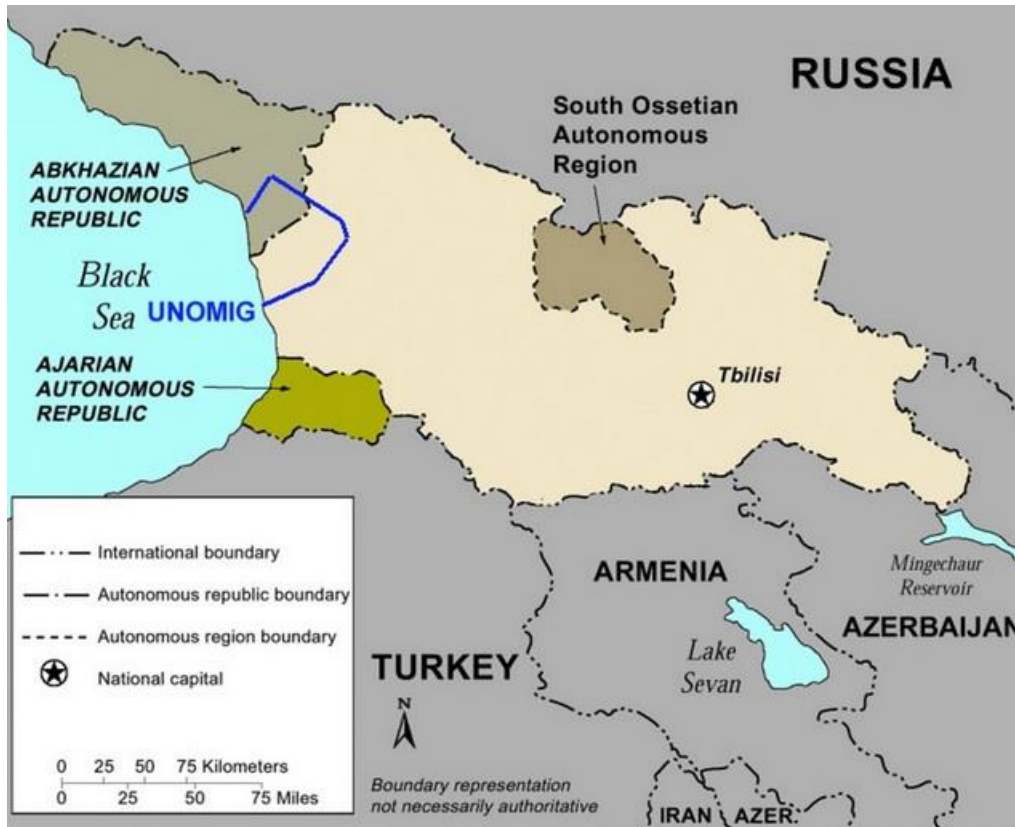 RUSSIA
South Ossetian
Autonomous
Region
ABKHAZIAN
AUTONOMOUS
REPUBLIC
Black
Sea
UNOMIG
AJARIAN
AUTONOMOUS
REPUBLIC
Tbilisi
International boundary
Autonomous republic boundary
Autonomous region boundary
National capital
0 25 50 75 Kilometers
0 25 50 75 Miles
TURKEY
N
Boundary representation
not necessarily authoritative
ARMENIA
Lake
Sevan
Mingechaur
Reservoir
AZERBAIJAN
IRAN
AZER.